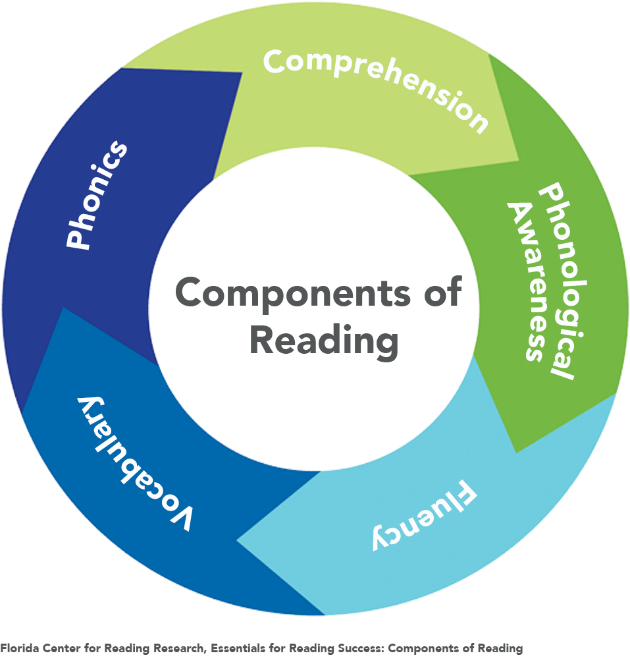 Comprehension
Phonological
Awareness
Fluency
Vocabulary
Phonics
Components of
Reading
Florida Center for Reading Research, Essentials for Reading Success: Components of Reading